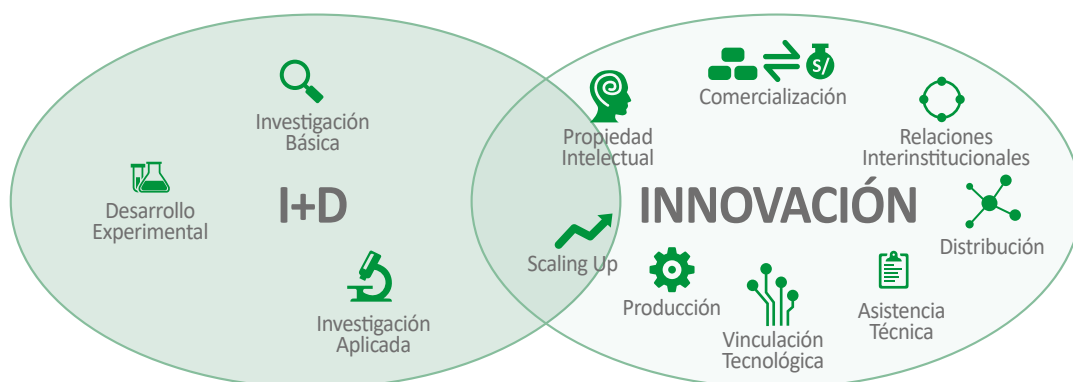 Investigación
Básica
Desarrollo
Experimental
I+D
Investigación
Aplicada
Propiedad
Intelectual
Scaling Up
S/
Comercialización
Relaciones
Interinstitucionales
INNOVACIÓN
Distribución
Producción
Vinculación
Tecnológica
Asistencia
Técnica